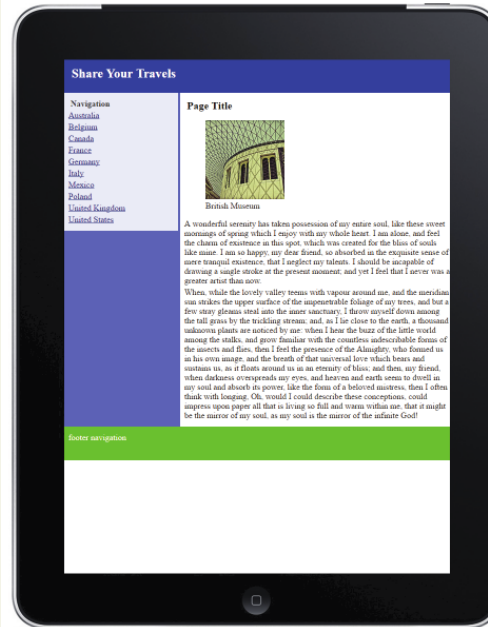 Share Your Travels
Navigation
Australia
Belgium
Canada
France
Germany
Italy
Mexico
Poland
United Kingdom
United States
Page Title
British Museum
A wonderful serenity has taken possession of my entire soul, like these sweet
mornings of spring which I enjoy with my whole heart. I am alone, and feel
the charm of existence in this spot, which was created for the bliss of souls
like mine. I am so happy, my dear friend, so absorbed in the exquisite sense of
mere tranquil existence, that I neglect my talents. I should be incapable of
drawing a single stroke at the present moment; and yet I feel that I never was a
greater artist than now.
When, while the lovely valley teems with vapour around me, and the meridian
sun strikes the upper surface of the impenetrable foliage of my trees, and but a
few stray gleams steal into the inner sanctuary, I throw myself down among
the tall grass by the trickling stream; and, as I lie close to the earth, a thousand
unknown plants are noticed by me: when I hear the buzz of the little world
among the stalks, and grow familiar with the countless indescribable forms of
the insects and flies, then I feel the presence of the Almighty, who formed us
in his own image, and the breath of that universal love which bears and
sustains us, as it floats around us in an eternity of bliss; and then, my friend,
when darkness overspreads my eyes, and heaven and earth seem to dwell in
my soul and absorb its power, like the form of a beloved mistress, then I often
think with longing, Oh, would I could describe these conceptions, could
impress upon paper all that is living so full and warm within me, that it might
be the mirror of my soul, as my soul is the mirror of the infinite God!
footer navigation